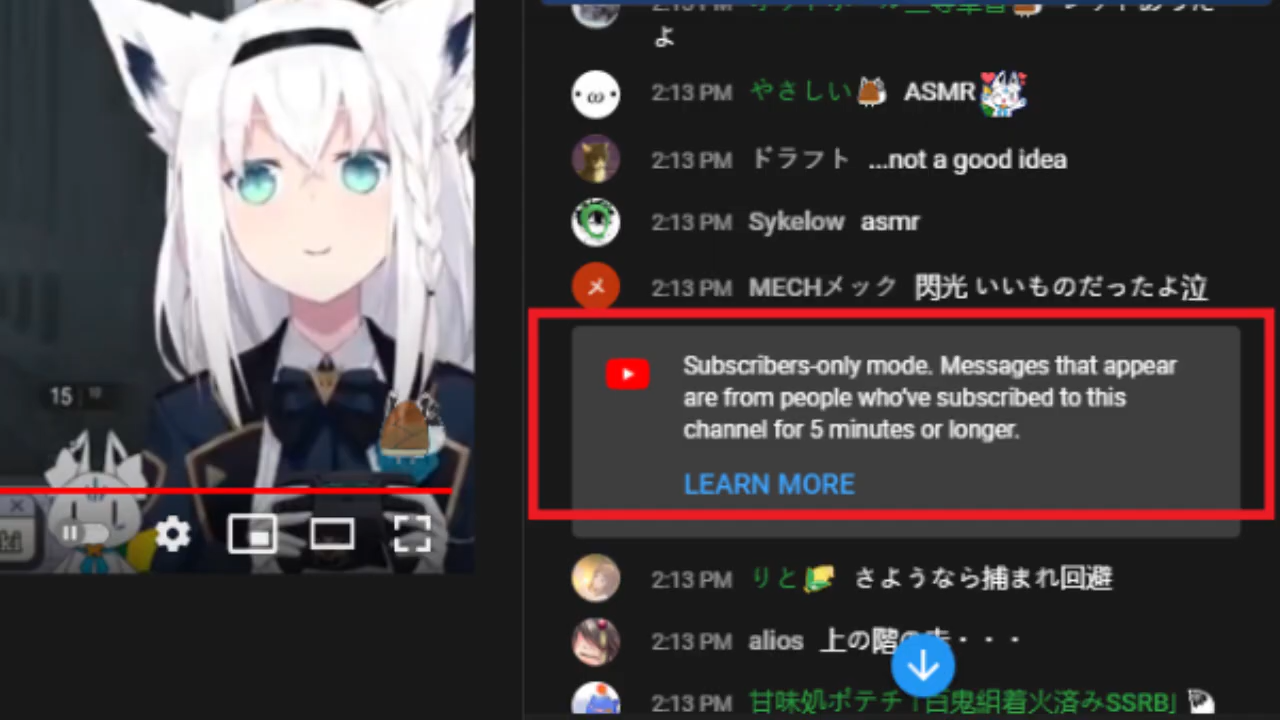 よ
2:13 PM やさしい ASMR
2:13 PM ドラフト ...not a good idea
2:13 PM Sykelow asmr
メ 2:13 PM MECHメック 閃光 いいものだったよ泣
Subscribers-only mode. Messages that appear
are from people who've subscribed to this
channel for 5 minutes or longer.
LEARN MORE
15
2:13 PM りと さようなら捕まれ回避
2:13 PM alios 上の階の
2:13 PM 甘味処ポテチ「百鬼組着火済みSSRB」